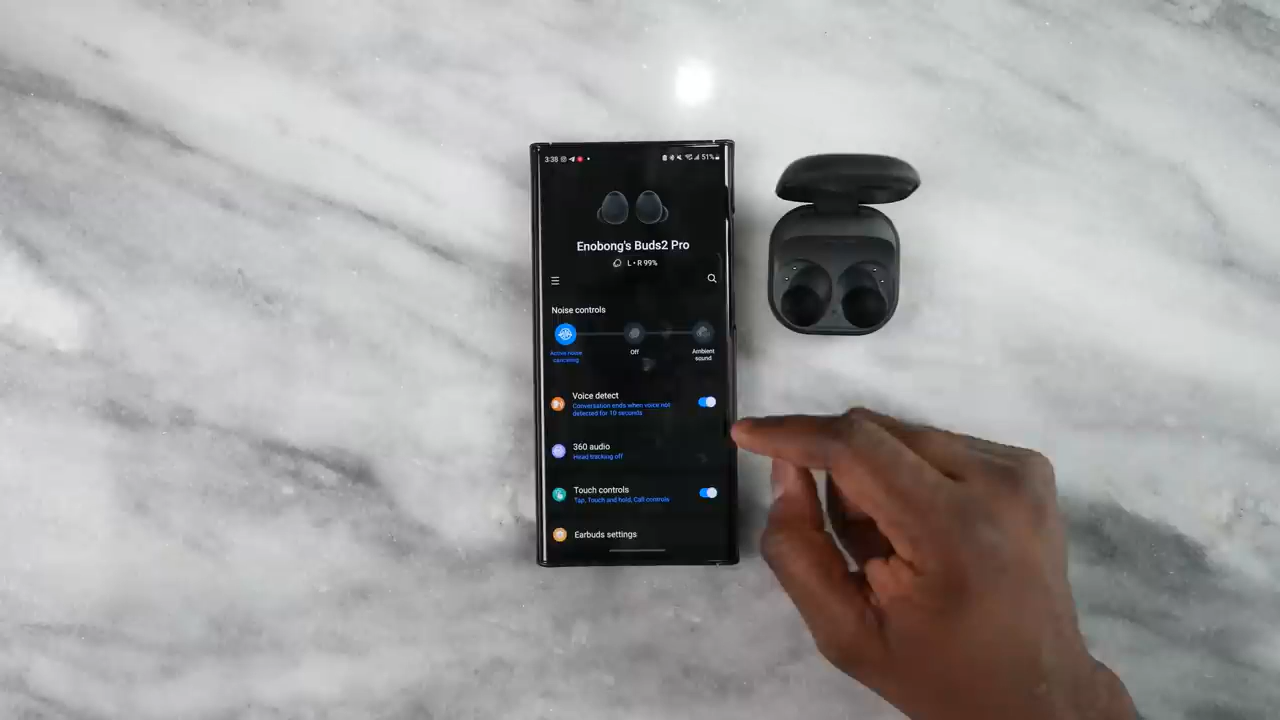 3:38
51%
Enobong's Buds2 Pro
L • R 99%
Noise controls
Active noise canceling
Off
Ambient sound
Voice detect
Conversation ends when voice not
detected for 10 seconds
360 audio
Head tracking off
Touch controls
Tap, Touch and hold, Call controls
Earbuds settings